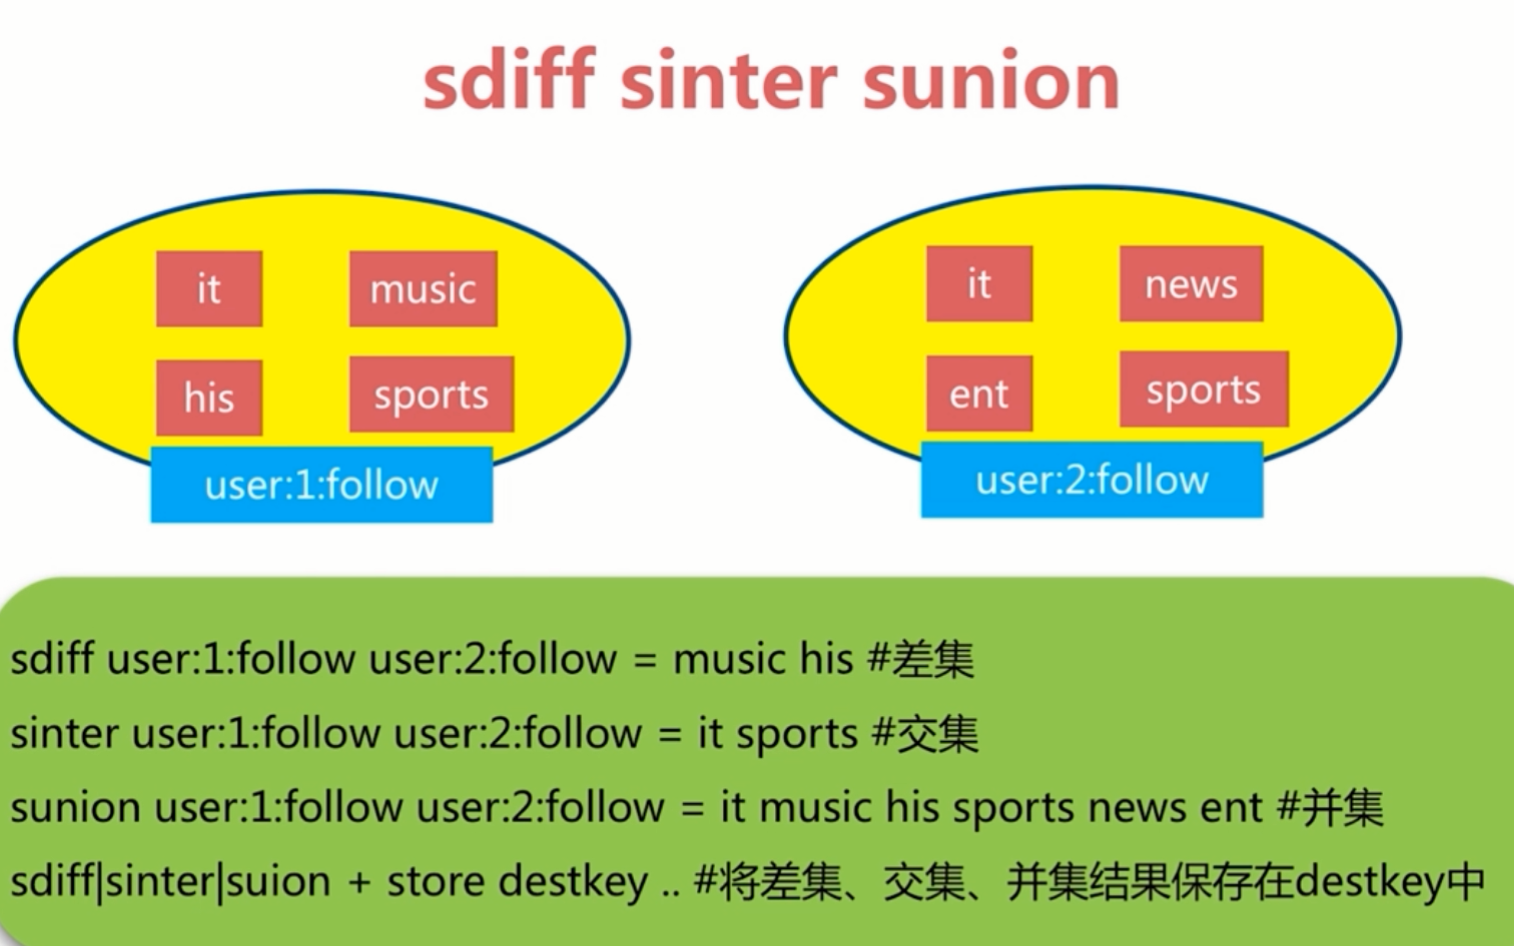 sdiff sinter sunion
it
music
his
sports
user:1:follow
it
news
ent
sports
user:2:follow
sdiff user:1:follow user:2:follow = music his #差集
sinter user:1:follow user:2:follow = it sports #交集
sunion user:1:follow user:2:follow = it music his sports news ent #并集
sdiff|sinter|suion + store destkey .. #将差集、交集、并集结果保存在destkey中